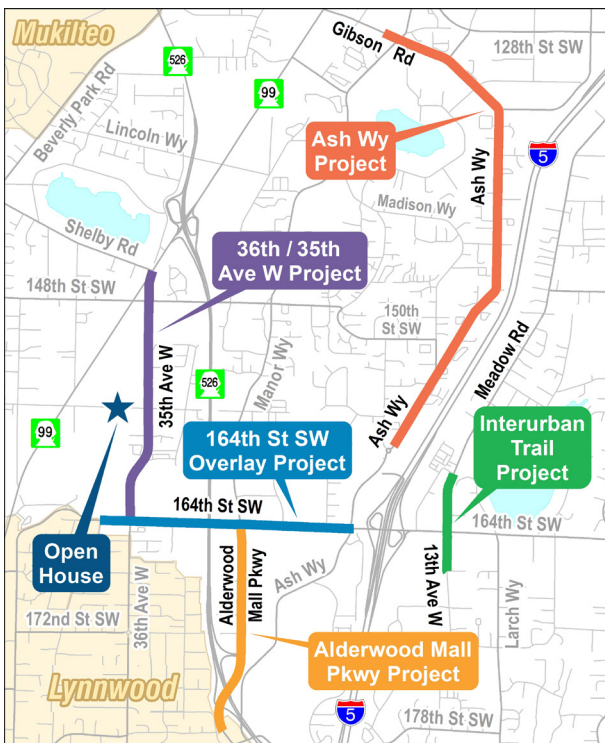 Mukilteo
526
99
Gibson Rd
128th St SW
Beverly Park Rd
Lincoln Wy
Ash Wy
Project
5
Ash Wy
Madison Wy
Shelby Rd
36th / 35th
Ave W Project
148th St SW
150th
St SW
Meadow Rd
35th Ave W
526
Manor Wy
99
Ash Wy
164th St SW
Overlay Project
Interurban
Trail
Project
164th St SW
164th St SW
Open
House
Alderwood
Mall Pkwy
Ash Wy
13th Ave W
Larch Wy
172nd St SW
36th Ave W
Alderwood Mall
Pkwy Project
Lynnwood
5
178th St SW